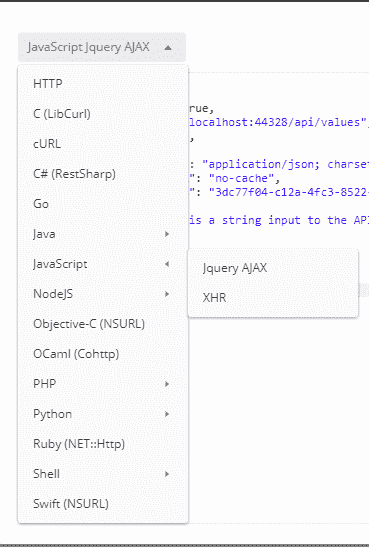 JavaScript Jquery AJAX
HTTP
C (LibCurl)
cURL
C# (RestSharp)
Go
Java
JavaScript
NodeJS
Objective-C (NSURL)
OCaml (Cohttp)
PHP
Python
Ruby (NET::Http)
Shell
Swift (NSURL)
Jquery AJAX
XHR
rue,
localhost:44328/api/values",
,
: "application/json; charset
": "no-cache",
": "3dc77f04-c12a-4fc3-8522-
is a string input to the API